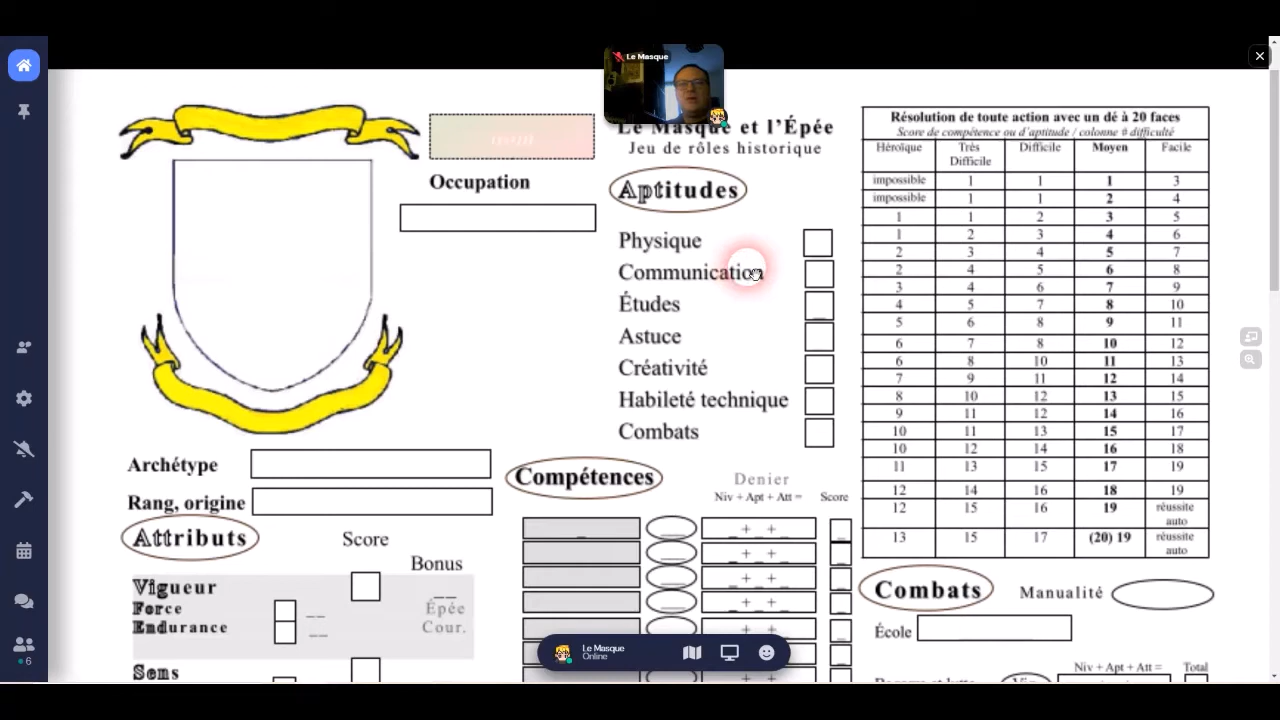 Le Masque
Le Masque et l'Épée
Jeu de rôles historique
Occupation
Aptitudes
Physique
Communication
Études
Astuce
Créativité
Habileté technique
Combats
Résolution de toute action avec un dé à 20 faces
Score de compétence ou d'aptitude / colonne # difficulté
Héroïque Très Difficile Difficile Moyen Facile
impossible 1 1 1 3
impossible 1 1 2 4
1 1 2 3 5
1 2 3 4 6
2 3 4 5 7
2 4 5 6 8
3 4 6 7 9
4 5 7 8 10
5 6 8 9 11
6 7 8 10 12
6 8 10 11 13
7 9 11 12 14
8 10 12 13 15
9 11 12 14 16
10 11 13 15 17
10 12 14 16 18
11 13 15 17 19
12 14 16 18 19
12 15 16 19 réussite auto
13 15 17 (20) 19 réussite auto
Archétype
Rang, origine
Attributs
Score
Bonus
Vigueur
Force
Endurance
Épée
Cour.
Sens
Compétences
Denier
Niv + Apt + Att = Score
_ + _ + _
_ + _ + _
_ + _ + _
_ + _ + _
_ + _ + _
Combats
Manualité
École
Niv + Apt + Att = Total
Le Masque
Online
6